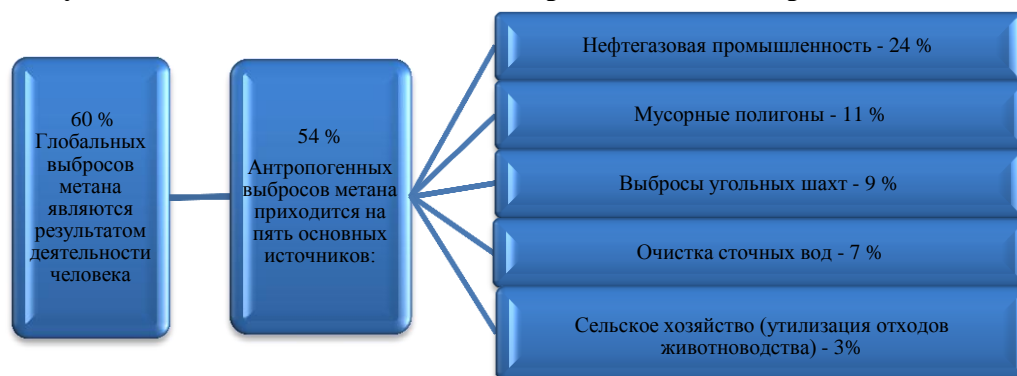 60 %
Глобальных
выбросов
метана
являются
результатом
деятельности
человека
54 %
Антропогенных
выбросов метана
приходится на
пять основных
источников:
Нефтегазовая промышленность - 24 %
Мусорные полигоны - 11 %
Выбросы угольных шахт - 9 %
Очистка сточных вод - 7 %
Сельское хозяйство (утилизация отходов
животноводства) - 3%